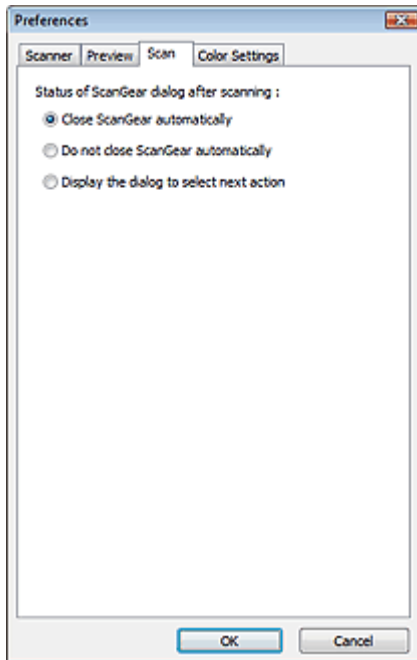 Preferences
Scanner Preview Scan Color Settings
Status of ScanGear dialog after scanning :
Close ScanGear automatically
Do not close ScanGear automatically
Display the dialog to select next action
OK Cancel